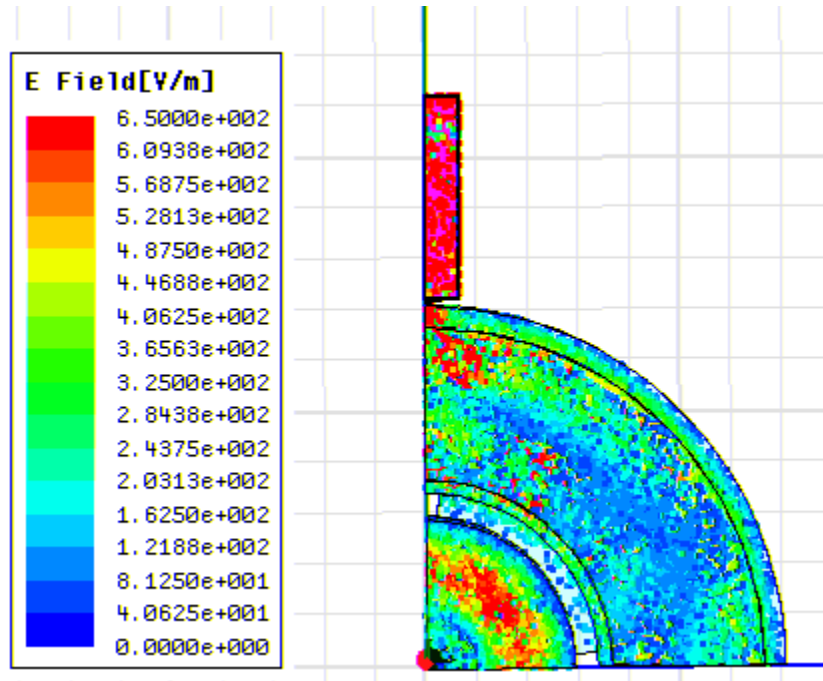 E Field[V/m]
6.5000e+002
6.0938e+002
5.6875e+002
5.2813e+002
4.8750e+002
4.4688e+002
4.0625e+002
3.6563e+002
3.2500e+002
2.8438e+002
2.4375e+002
2.0313e+002
1.6250e+002
1.2188e+002
8.1250e+001
4.0625e+001
0.0000e+000